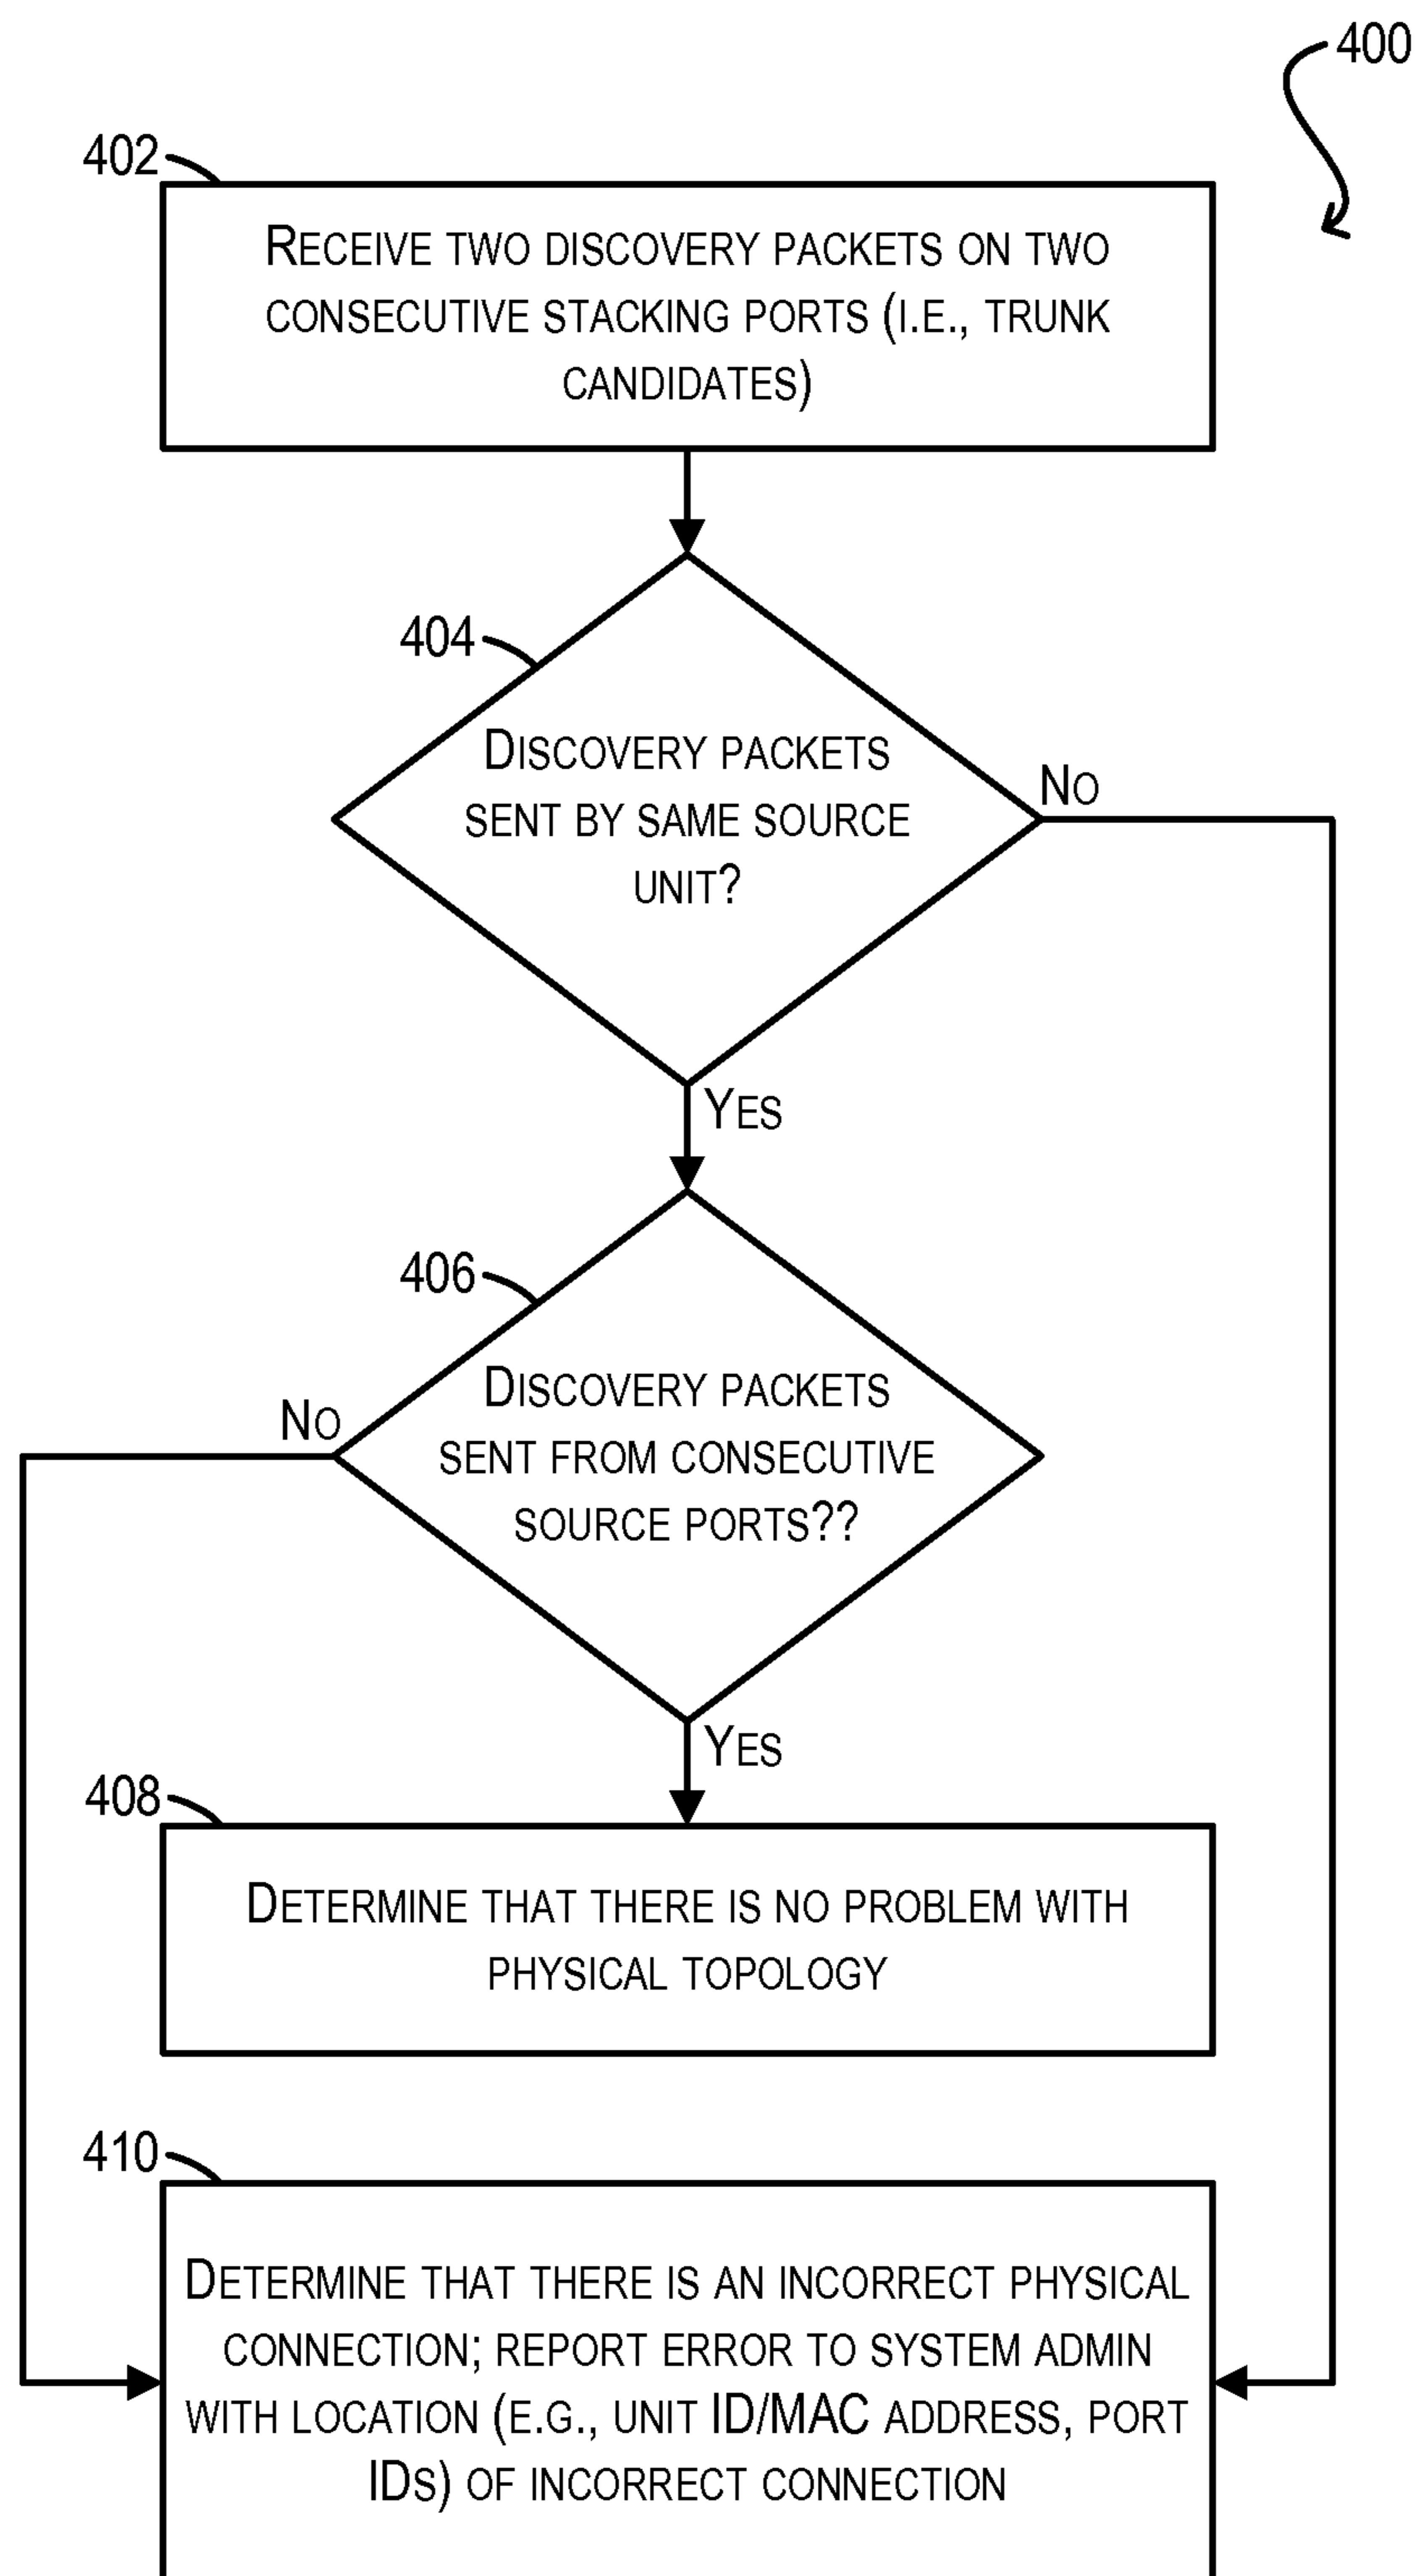 400
402
Receive two discovery packets on two
consecutive stacking ports (i.e., trunk
candidates)
404
Discovery packets
sent by same source
unit?
No
Yes
406
Discovery packets
sent from consecutive
source ports??
No
Yes
408
Determine that there is no problem with
physical topology
410
Determine that there is an incorrect physical
connection; report error to system admin
with location (e.g., unit ID/MAC address, port
IDs) of incorrect connection